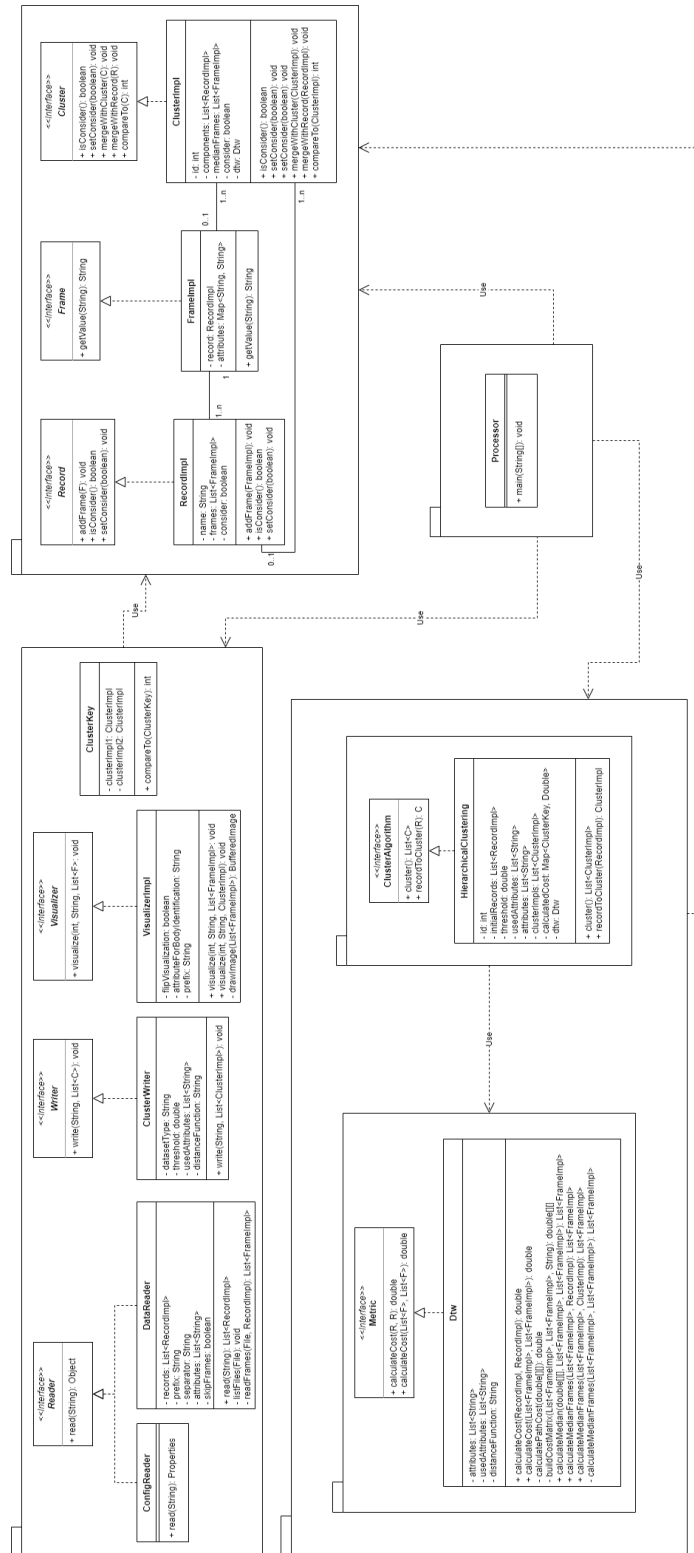 <<Interface>>
Reader
+ read(String): Object
ConfigReader
+ read(String): Properties
DataReader
- records: List<RecordImpl>
- prefix: String
- separator: String
- attributes: List<String>
- skipFrames: boolean
+ read(String): List<RecordImpl>
- listFiles(File): void
- readFrames(File, RecordImpl): List<FrameImpl>
<<Interface>>
Writer
+ write(String, List<C>): void
ClusterWriter
- datasetType: String
- threshold: double
- usedAttributes: List<String>
- distanceFunction: String
+ write(String, List<ClusterImpl>): void
<<Interface>>
Visualizer
+ visualize(int, String, List<F>: void
VisualizerImpl
- flipVisualization: boolean
- attributeForBodyIdentification: String
- prefix: String
+ visualize(int, String, List<FrameImpl>: void
+ visualize(int, String, ClusterImpl): void
- drawImage(List<FrameImpl>): BufferedImage
ClusterKey
- clusterImpl1: ClusterImpl
- clusterImpl2: ClusterImpl
+ compareTo(ClusterKey): int
Use
<<Interface>>
Record
+ addFrame(F): void
+ isConsider(): boolean
+ setConsider(boolean): void
RecordImpl
- name: String
- frames: List<FrameImpl>
- consider: boolean
+ addFrame(FrameImpl): void
+ isConsider(): boolean
+ setConsider(boolean): void
0..1
1..n
1
<<Interface>>
Frame
+ getValue(String): String
FrameImpl
- record: RecordImpl
- attributes: Map<String, String>
+ getValue(String): String
0..1
1..n
<<Interface>>
Cluster
+ isConsider(): boolean
+ setConsider(boolean): void
+ mergeWithCluster(C): void
+ mergeWithRecord(R): void
+ compareTo(C): int
ClusterImpl
- id: int
- components: List<RecordImpl>
- medianFrames: List<FrameImpl>
- consider: boolean
- dtw: Dtw
+ isConsider(): boolean
+ setConsider(boolean): void
+ setConsider(boolean): void
+ mergeWithCluster(ClusterImpl): void
+ mergeWithRecord(RecordImpl): void
+ compareTo(ClusterImpl): int
1..n
<<Interface>>
Metric
+ calculateCost(R, R): double
+ calculateCost(List<F>, List<F>): double
Dtw
- attributes: List<String>
- usedAttributes: List<String>
- distanceFunction: String
+ calculateCost(RecordImpl, RecordImpl): double
+ calculateCost(List<FrameImpl>, List<FrameImpl>): double
- calculatePathCost(double[][]): double
- buildCostMatrix(List<FrameImpl>, List<FrameImpl>, String): double[][]
+ calculateMedian(double[][], List<FrameImpl>, List<FrameImpl>): List<FrameImpl>
+ calculateMedianFrames(List<FrameImpl>, RecordImpl): List<FrameImpl>
+ calculateMedianFrames(List<FrameImpl>, ClusterImpl): List<FrameImpl>
- calculateMedianFrames(List<FrameImpl>, List<FrameImpl>): List<FrameImpl>
Use
<<Interface>>
ClusterAlgorithm
+ cluster(): List<C>
+ recordToCluster(R): C
HierarchicalClustering
- id: int
- initialRecords: List<RecordImpl>
- threshold: double
- usedAttributes: List<String>
- attributes: List<String>
- clusterImpls: List<ClusterImpl>
- calculatedCost: Map<ClusterKey, Double>
- dtw: Dtw
+ cluster(): List<ClusterImpl>
+ recordToCluster(RecordImpl): ClusterImpl
Use
Use
Processor
+ main(String[]): void
Use